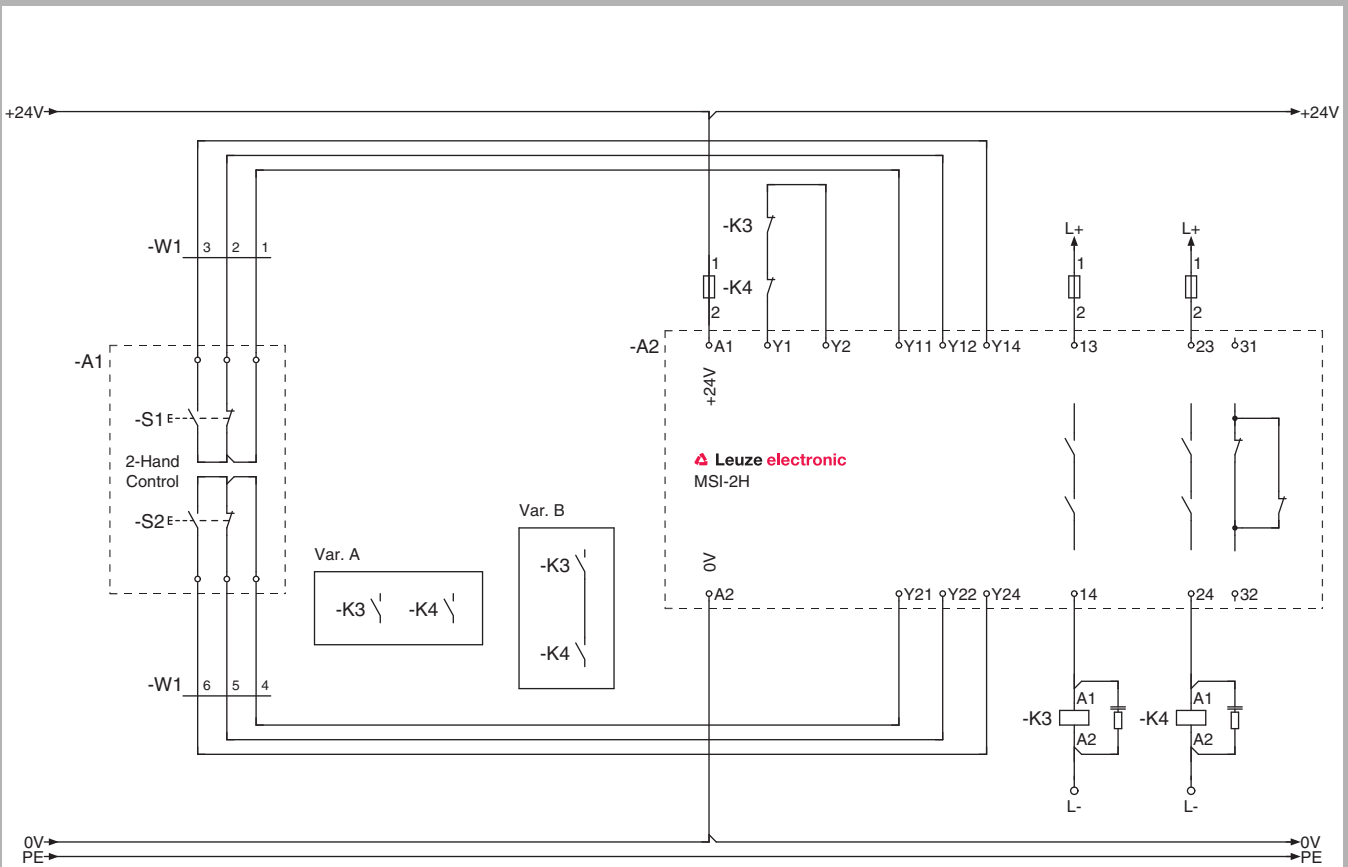 +24V +24V
-W1 3 2 1
-K3
L+ L+
1 1 1
-K4
2 2 2
-A1
-A2 A1 Y1 Y2 Y11 Y12 Y14 13 23 31
+24V
-S1 E
2-Hand
Control
Leuze electronic
MSI-2H
-S2 E
Var. B
-K3
-K4
Var. A
-K3 -K4
0V
A2 Y21 Y22 Y24 14 24 32
-W1 6 5 4
A1 A1
-K3 -K4
A2 A2
L- L-
0V 0V
PE PE